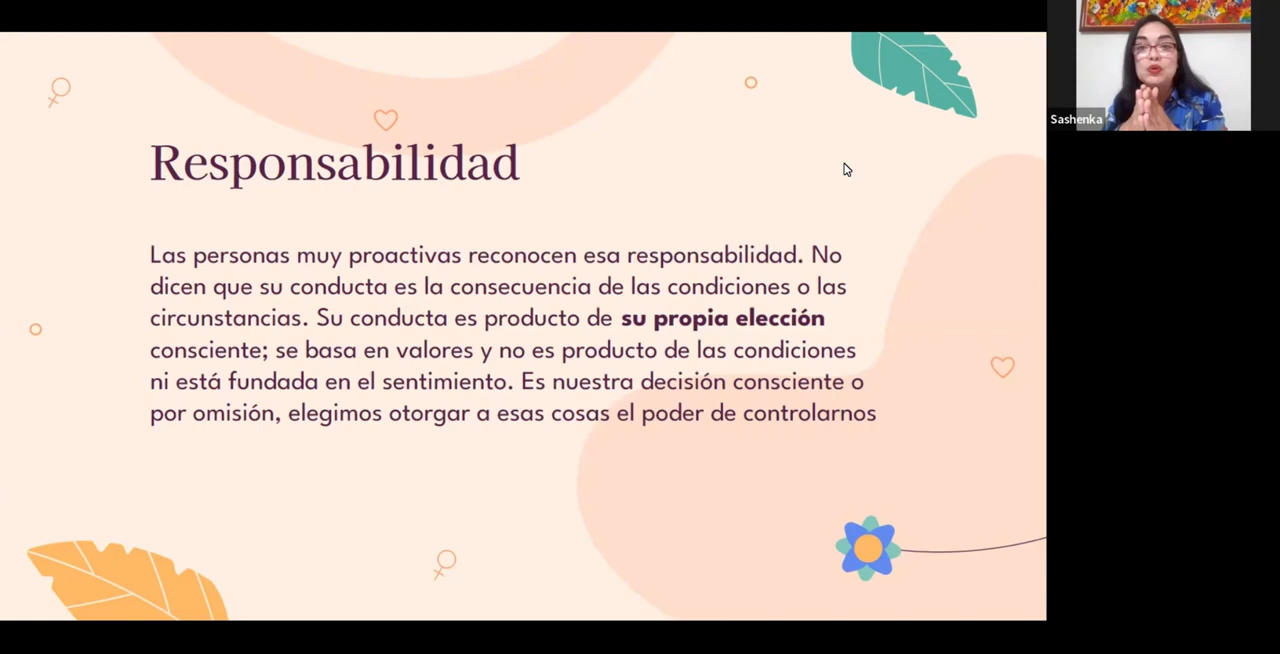 Responsabilidad
Las personas muy proactivas reconocen esa responsabilidad. No
dicen que su conducta es la consecuencia de las condiciones o las
circunstancias. Su conducta es producto de su propia elección
consciente; se basa en valores y no es producto de las condiciones
ni está fundada en el sentimiento. Es nuestra decisión consciente o
por omisión, elegimos otorgar a esas cosas el poder de controlarnos
Sashenka